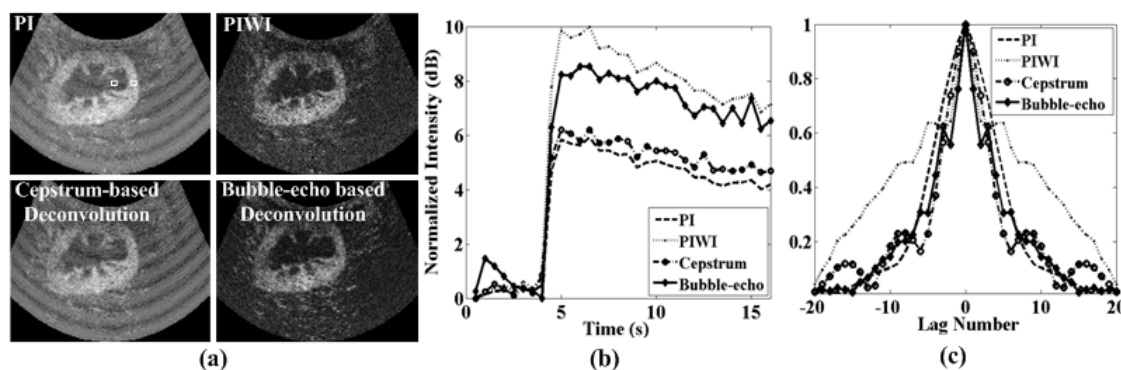 PI
PIWI
Cepstrum-based
Deconvolution
Bubble-echo based
Deconvolution
(a)
Normalized Intensity (dB)
10
8
6
4
2
0
0
5
10
15
Time (s)
PI
PIWI
Cepstrum
Bubble-echo
(b)
1
0.8
0.6
0.4
0.2
-20
-10
0
10
20
Lag Number
PI
PIWI
Cepstrum
Bubble-echo
(c)